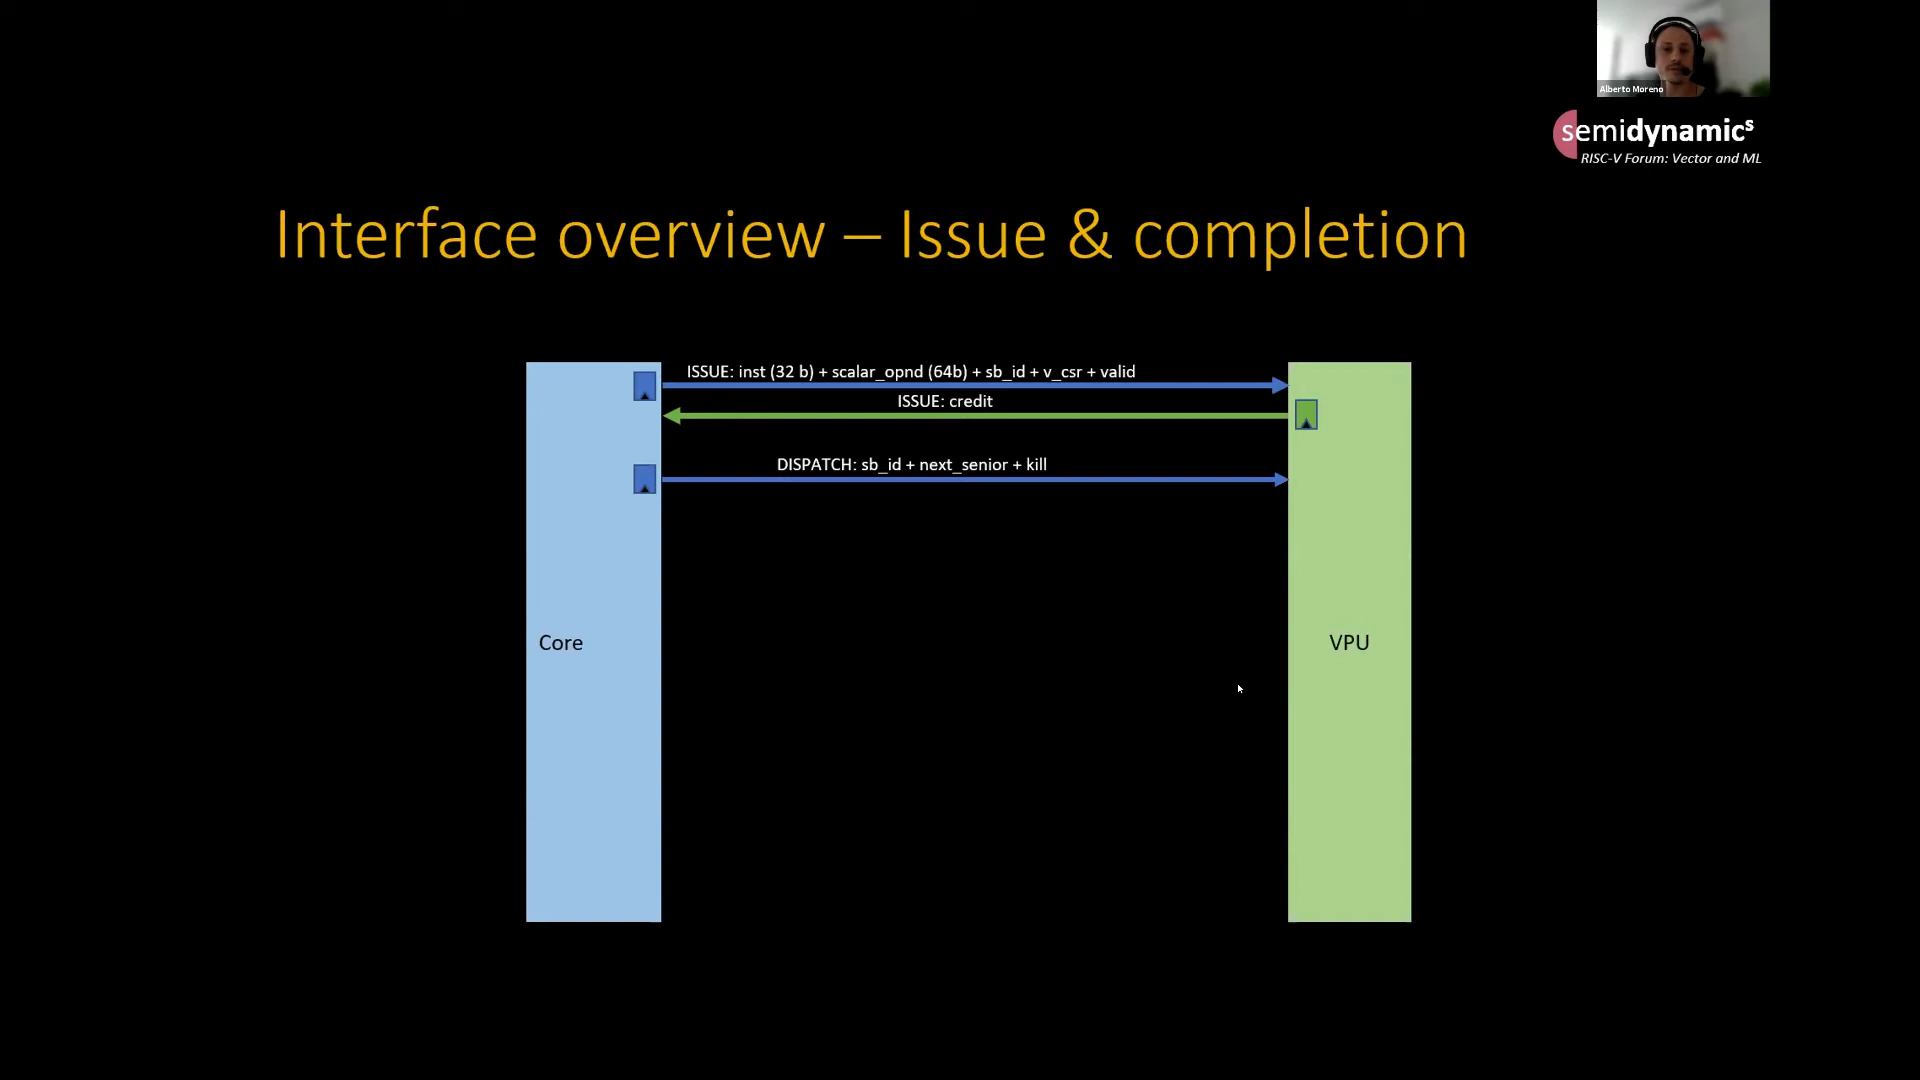 Alberto Moreno
semidynamicˢ
RISC-V Forum: Vector and ML
Interface overview – Issue & completion
ISSUE: inst (32 b) + scalar_opnd (64b) + sb_id + v_csr + valid
ISSUE: credit
DISPATCH: sb_id + next_senior + kill
Core
VPU